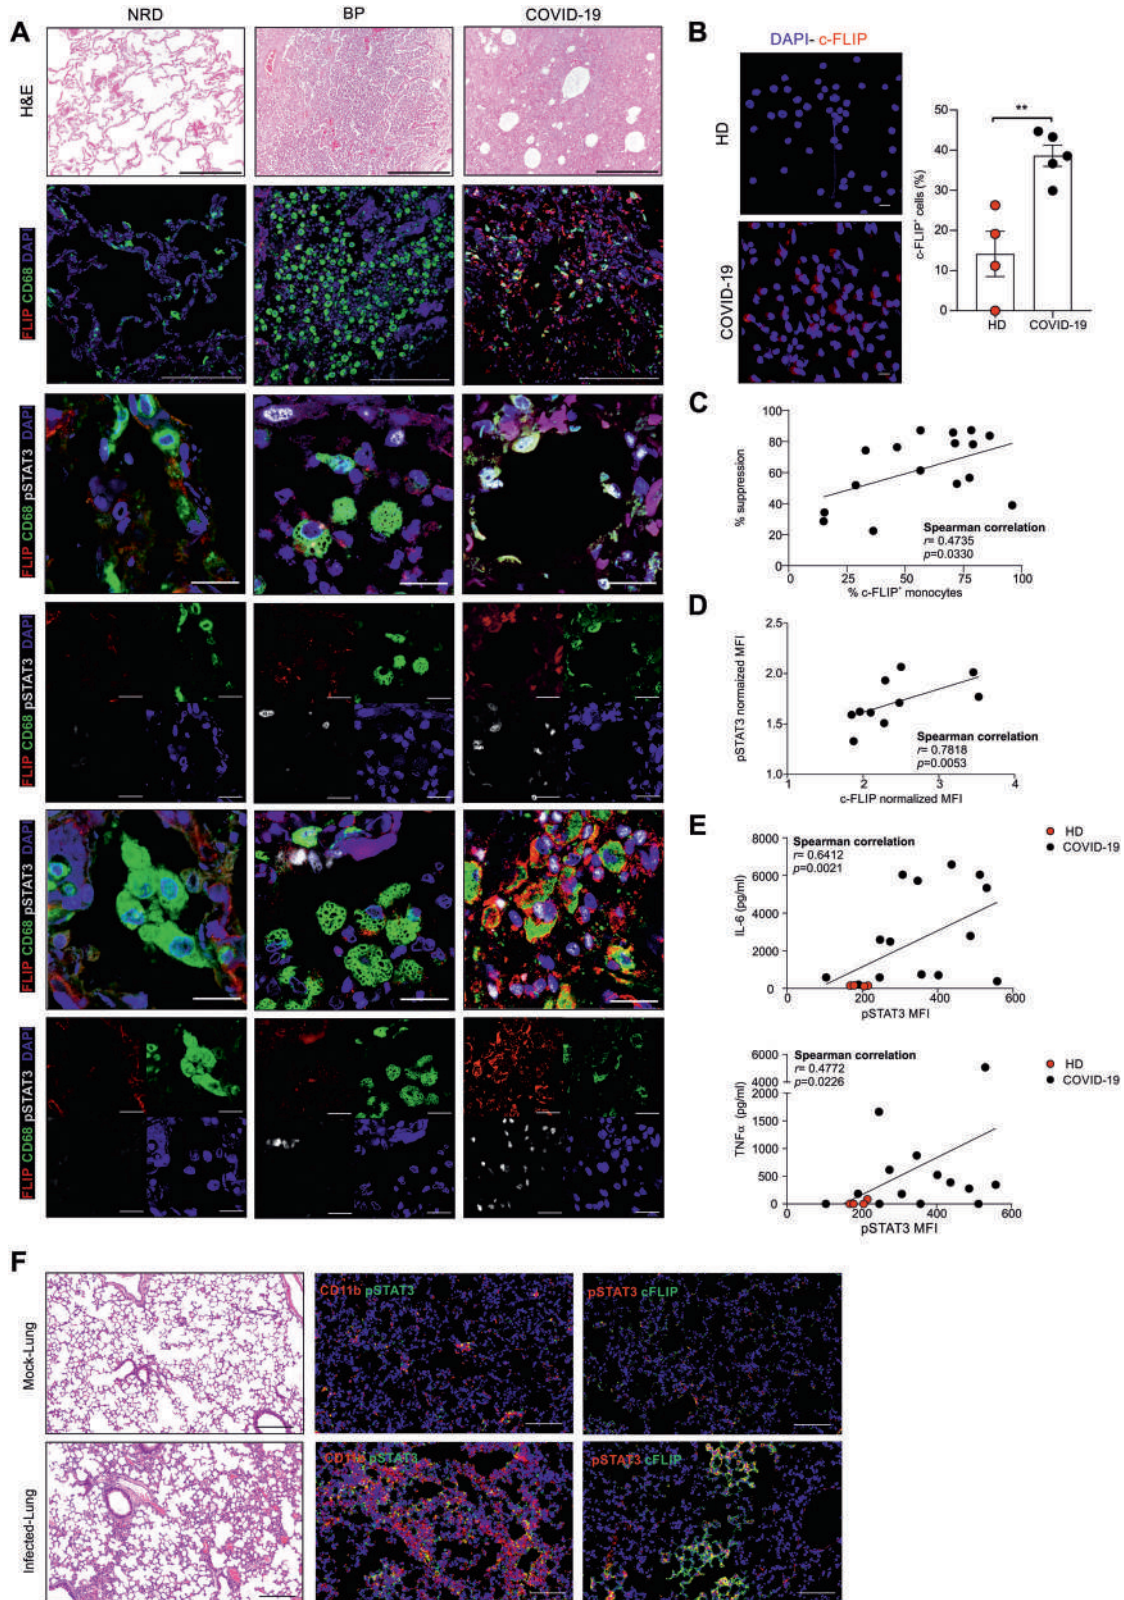 NRD BP COVID-19
A
H&E
FLIP CD68 DAPI
FLIP CD68 pSTAT3 DAPI
FLIP CD68 pSTAT3 DAPI
FLIP CD68 pSTAT3 DAPI
FLIP CD68 pSTAT3 DAPI
B
DAPI- c-FLIP
HD
COVID-19
c-FLIP⁺ cells (%)
50
40
30
20
10
0
**
HD COVID-19
C
% suppression
100
80
60
40
20
0
Spearman correlation
r= 0.4735
p=0.0330
0 25 50 75 100
% c-FLIP⁺ monocytes
D
pSTAT3 normaized MFI
2.5
2.0
1.5
1.0
Spearman correlation
r= 0.7818
p=0.0053
1 2 3 4
c-FLIP normalized MFI
E
HD
COVID-19
Spearman correlation
r= 0.6412
p=0.0021
IL-6 (pg/ml)
8000
6000
4000
2000
0
0 200 400 600
pSTAT3 MFI
HD
COVID-19
Spearman correlation
r= 0.4772
p=0.0226
TNFα (pg/ml)
6000
4000
2000
1500
1000
500
0
0 200 400 600
pSTAT3 MFI
F
Mock-Lung
CD11b pSTAT3
pSTAT3 cFLIP
Infected-Lung
CD11b pSTAT3
pSTAT3 cFLIP